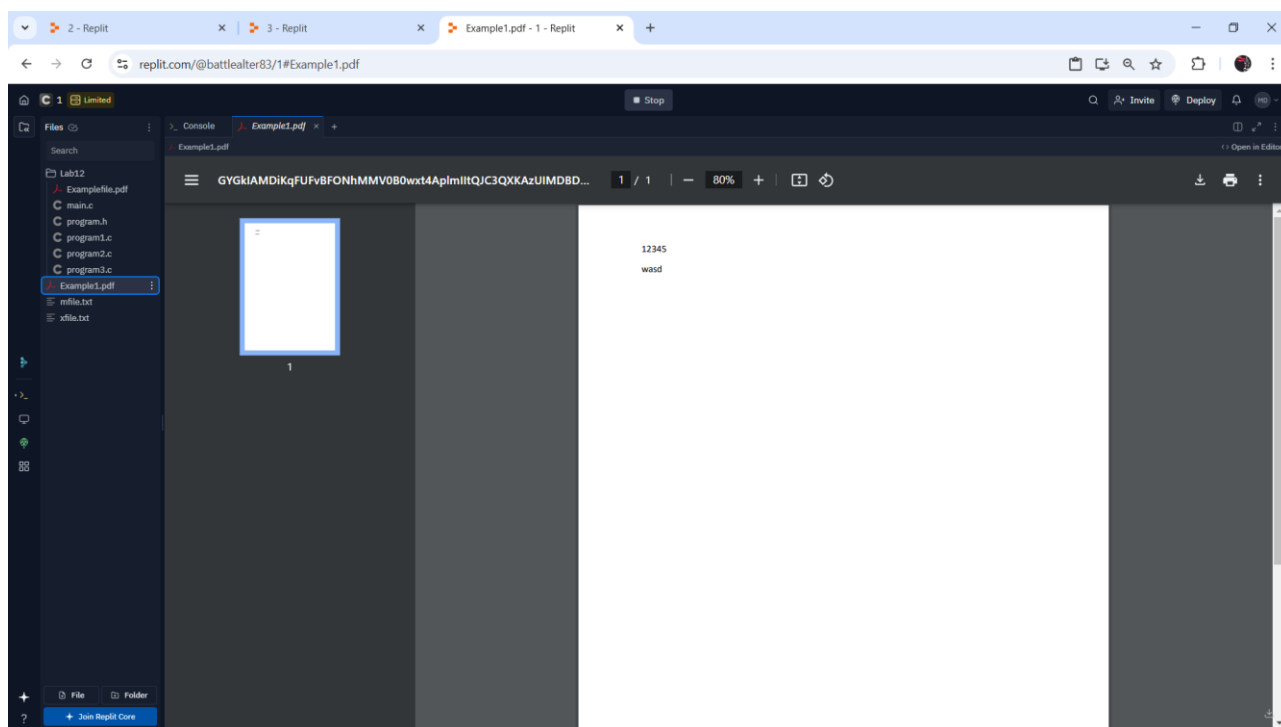 2 - Replit
3 - Replit
Example1.pdf - 1 - Replit
replit.com/@battlealter83/1#Example1.pdf
C 1 Limited
Stop
Invite
Deploy
HD
Files
>_ Console
Example1.pdf
Search
Example1.pdf
<> Open in Editor
Lab12
Examplefile.pdf
C main.c
C program.h
C program1.c
C program2.c
C program3.c
Example1.pdf
mfile.txt
xfile.txt
1 / 1
80%
12345
wasd
1
File
Folder
Join Replit Core
?